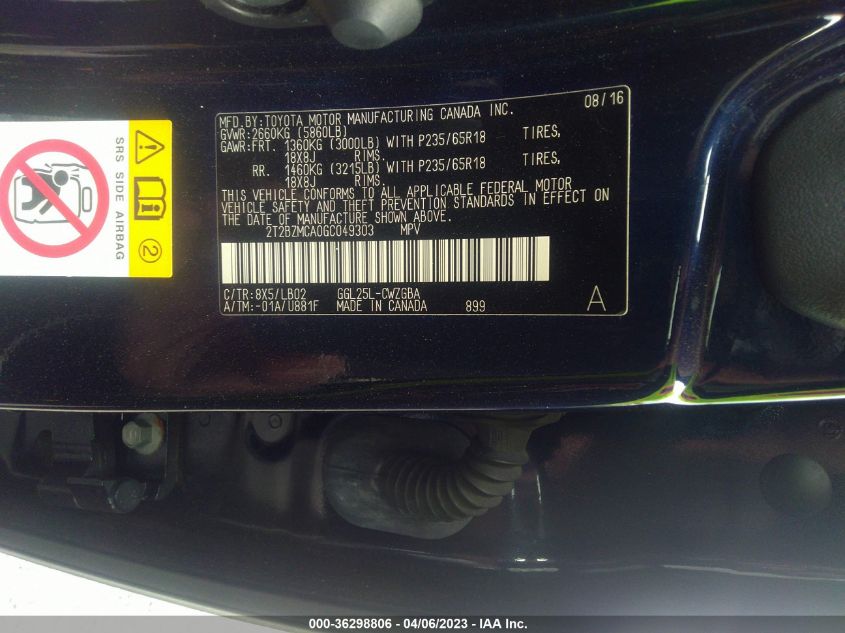 MFD.BY:TOYOTA MOTOR MANUFACTURING CANADA INC. 08/16
GVWR:2660KG (5860LB)
GAWR:FRT. 1360KG (3000LB) WITH P235/65R18 TIRES,
18X8J RIMS.
RR. 1460KG (3215LB) WITH P235/65R18 TIRES,
18X8J RIMS.
THIS VEHICLE CONFORMS TO ALL APPLICABLE FEDERAL MOTOR
VEHICLE SAFETY AND THEFT PREVENTION STANDARDS IN EFFECT ON
THE DATE OF MANUFACTURE SHOWN ABOVE.
2T2BZMCA0GC049303 MPV
C/TR:8X5/LB02 GGL25L-CWZGBA
A/TM:-01A/U881F MADE IN CANADA 899 A
SRS SIDE AIRBAG
2
000-36298806 - 04/06/2023 - IAA Inc.